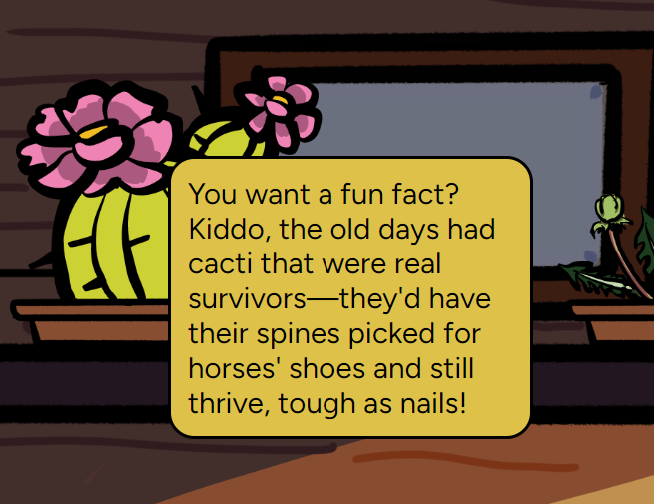 You want a fun fact?
Kiddo, the old days had
cacti that were real
survivors—they'd have
their spines picked for
horses' shoes and still
thrive, tough as nails!